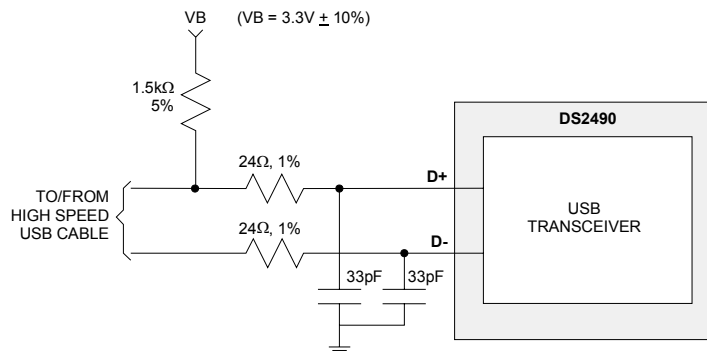 VB (VB = 3.3V ± 10%)
1.5kΩ
5%
DS2490
24Ω, 1%
D+
TO/FROM
HIGH SPEED
USB CABLE
USB
TRANSCEIVER
24Ω, 1%
D-
33pF 33pF